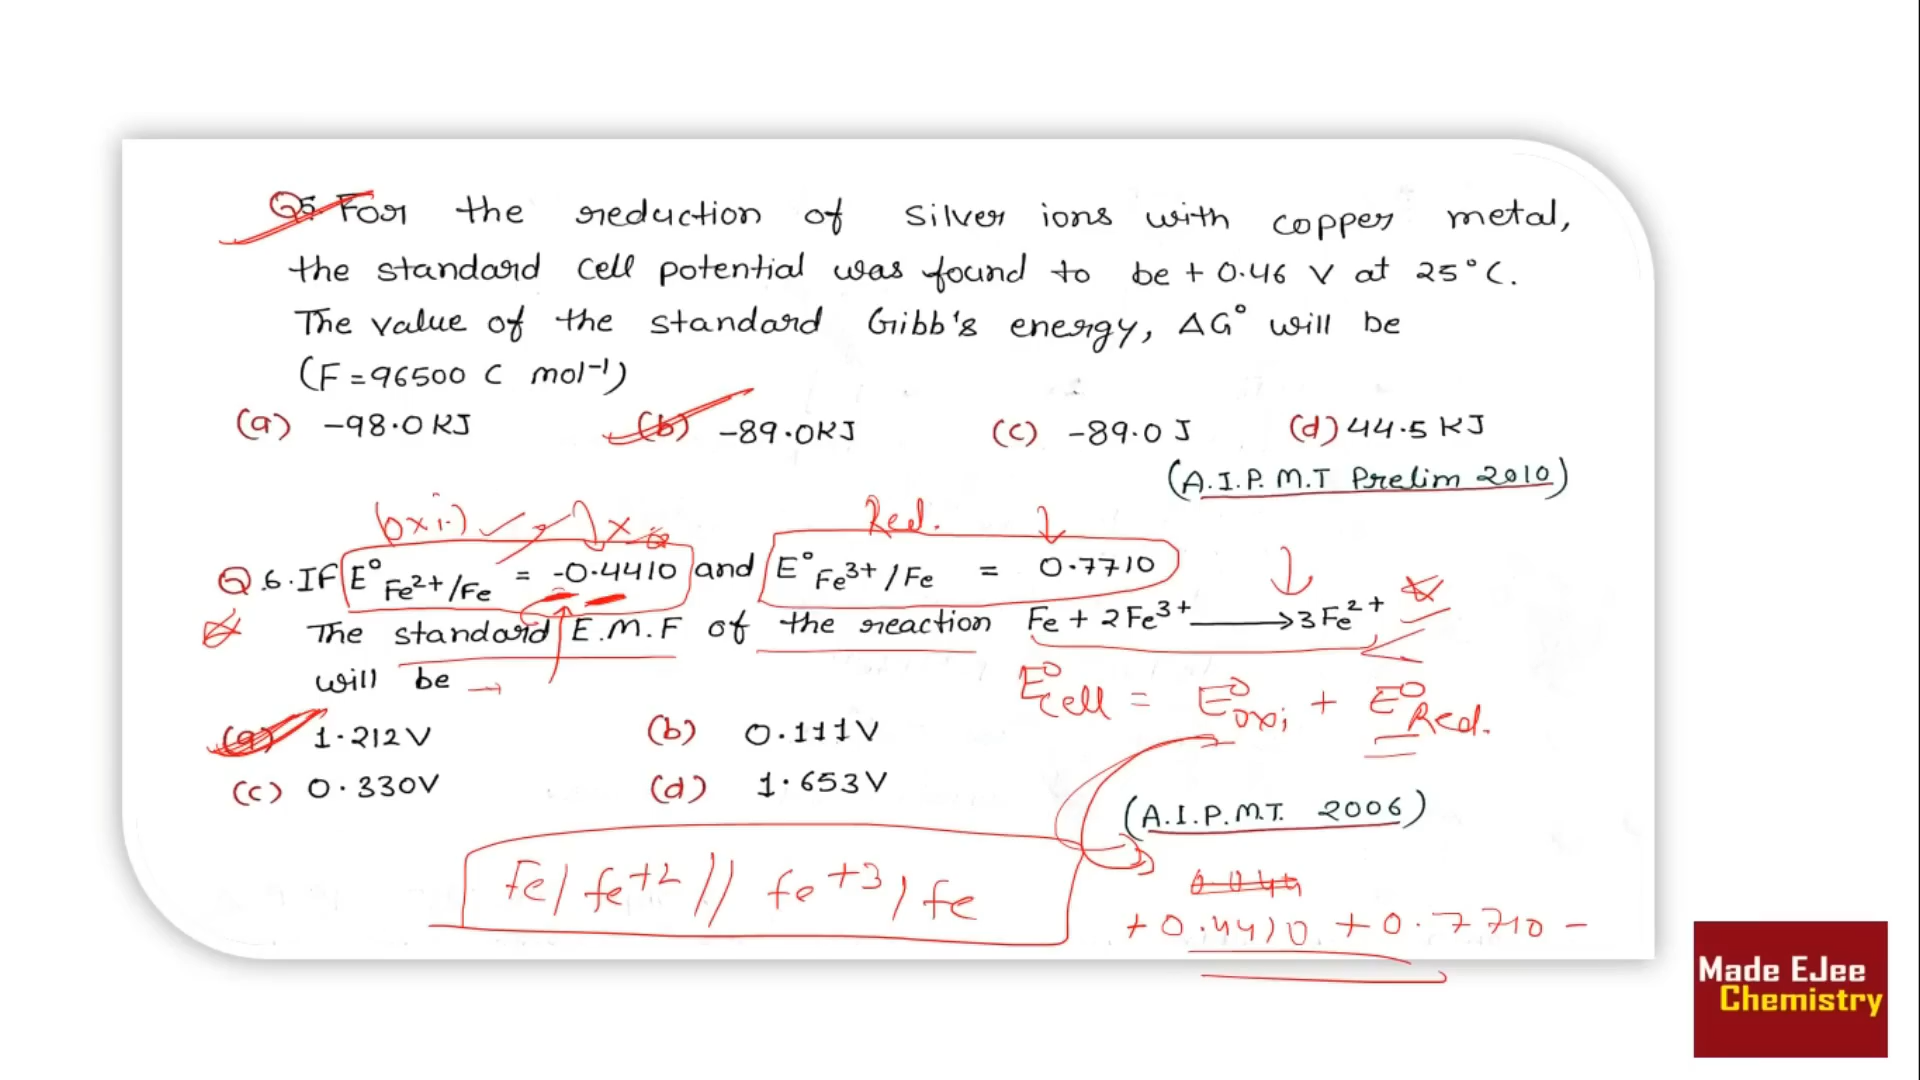 Q5. For the reduction of silver ions with copper metal,
the standard cell potential was found to be + 0.46 V at 25°C.
The value of the standard Gibb's energy, ΔG° will be
(F = 96500 C mol⁻¹)
(a) -98.0 KJ (b) -89.0KJ (c) -89.0 J (d) 44.5 KJ
(A.I.P.M.T Prelim 2010)
(oxi.) ✓ x Red.
Q.6. IF E° Fe2+/Fe = -0.4410 and E° Fe3+/Fe = 0.7710
The standard E.M.F of the reaction Fe + 2Fe³⁺ ⟶ 3Fe²⁺
will be →
E°cell = E°oxi + E°Red.
(a) 1.212V (b) 0.111V
(c) 0.330V (d) 1.653V
(A.I.P.M.T. 2006)
Fe/fe⁺²//fe⁺³/fe
+0.4410 + 0.7710 =
Made EJee
Chemistry